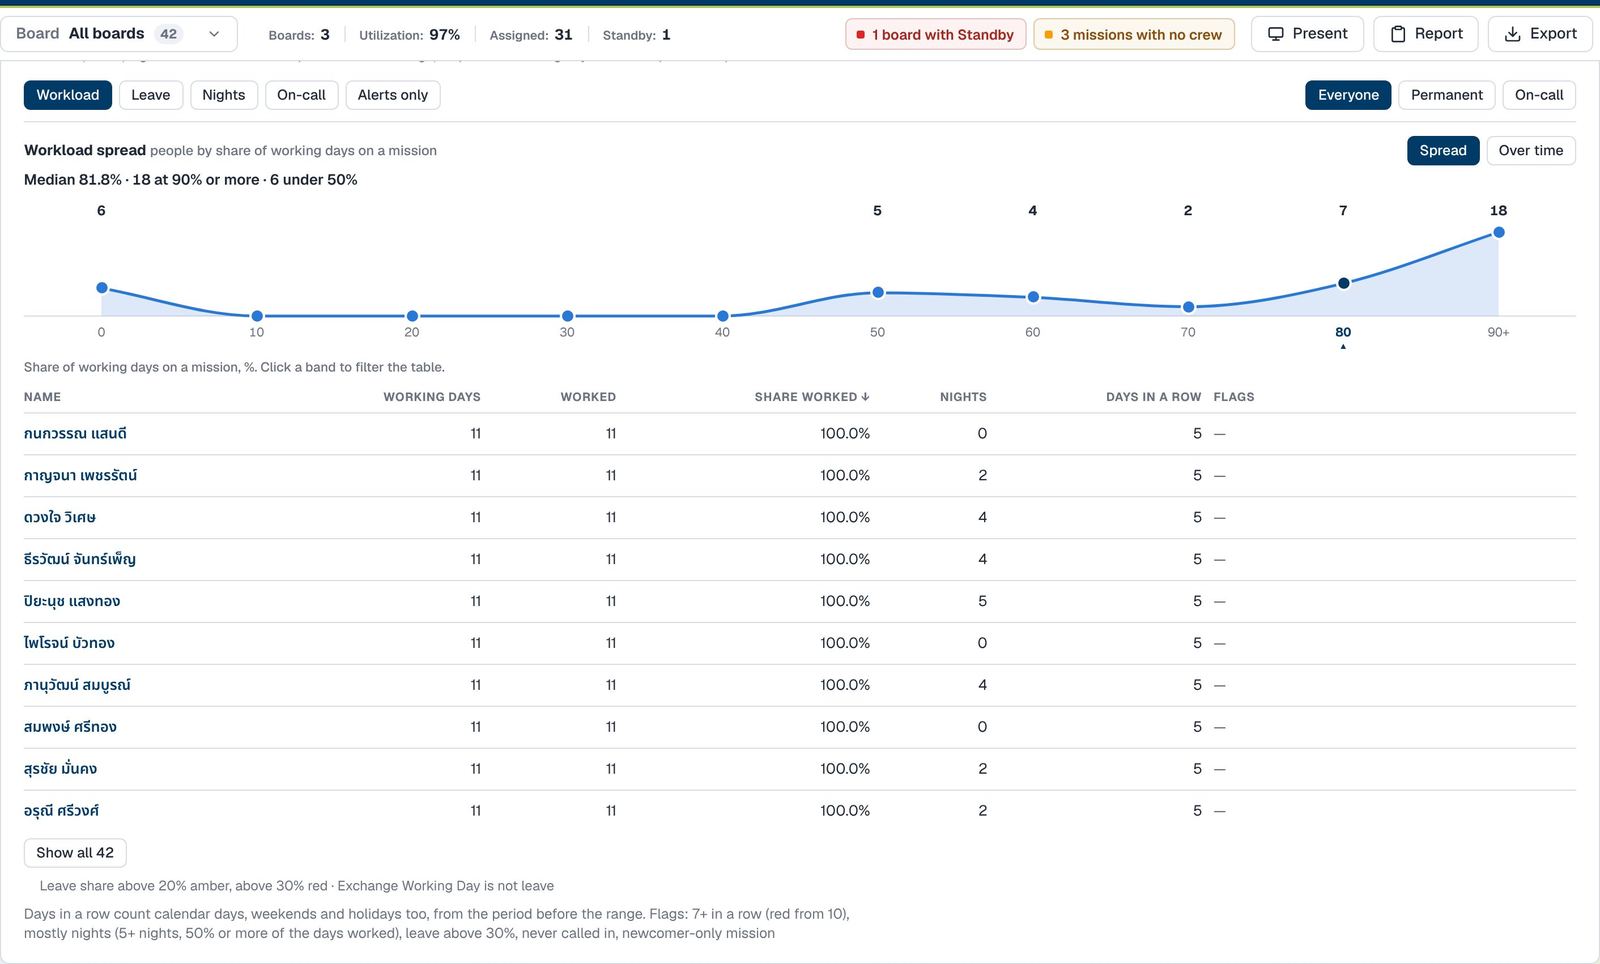 Board All boards 42 Boards: 3 Utilization: 97% Assigned: 31 Standby: 1 1 board with Standby 3 missions with no crew Present Report Export
Workload Leave Nights On-call Alerts only Everyone Permanent On-call
Workload spread people by share of working days on a mission Spread Over time
Median 81.8% · 18 at 90% or more · 6 under 50%
6 5 4 2 7 18
0 10 20 30 40 50 60 70 80 90+
▲
Share of working days on a mission, %. Click a band to filter the table.
NAME WORKING DAYS WORKED SHARE WORKED ↓ NIGHTS DAYS IN A ROW FLAGS
กนกวรรณ แสนดี 11 11 100.0% 0 5 —
กาญจนา เพชรรัตน์ 11 11 100.0% 2 5 —
ดวงใจ วิเศษ 11 11 100.0% 4 5 —
ธีรวัฒน์ จันทร์เพ็ญ 11 11 100.0% 4 5 —
ปิยะนุช แสงทอง 11 11 100.0% 5 5 —
ไพโรจน์ บัวทอง 11 11 100.0% 0 5 —
ภานุวัฒน์ สมบูรณ์ 11 11 100.0% 4 5 —
สมพงษ์ ศรีทอง 11 11 100.0% 0 5 —
สุรชัย มั่นคง 11 11 100.0% 2 5 —
อรุณี ศรีวงศ์ 11 11 100.0% 2 5 —
Show all 42
Leave share above 20% amber, above 30% red · Exchange Working Day is not leave
Days in a row count calendar days, weekends and holidays too, from the period before the range. Flags: 7+ in a row (red from 10),
mostly nights (5+ nights, 50% or more of the days worked), leave above 30%, never called in, newcomer-only mission